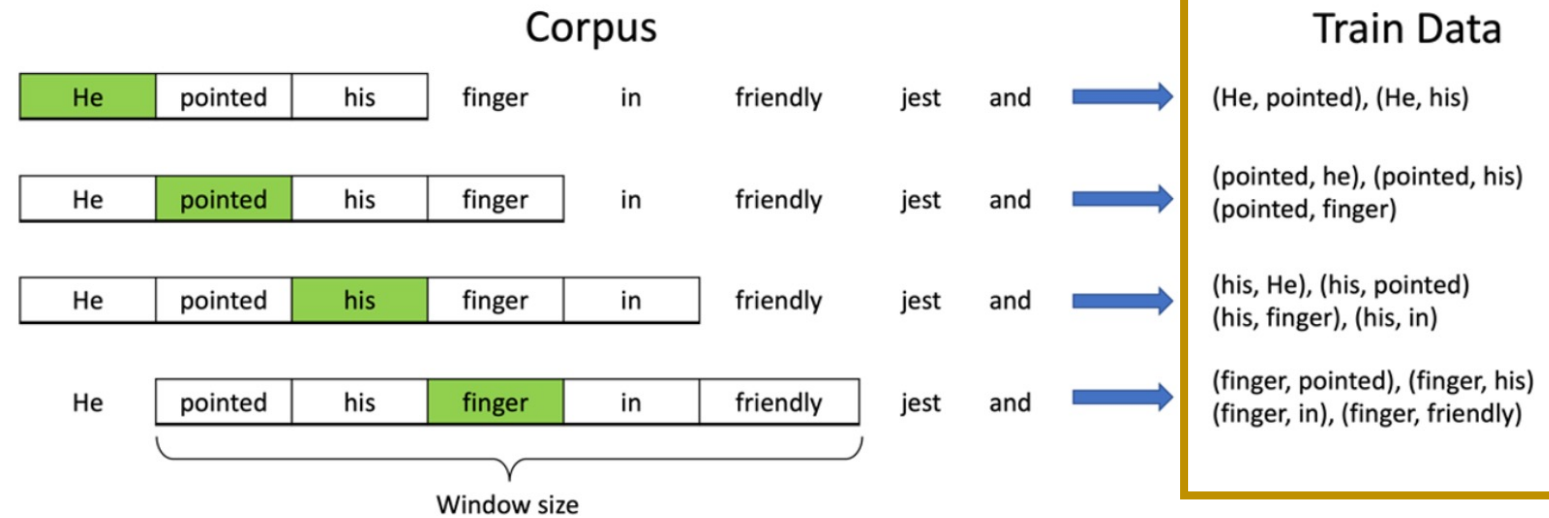 Corpus
Train Data
He pointed his finger in friendly jest and
(He, pointed), (He, his)
He pointed his finger in friendly jest and
(pointed, he), (pointed, his)
(pointed, finger)
He pointed his finger in friendly jest and
(his, He), (his, pointed)
(his, finger), (his, in)
He pointed his finger in friendly jest and
(finger, pointed), (finger, his)
(finger, in), (finger, friendly)
Window size